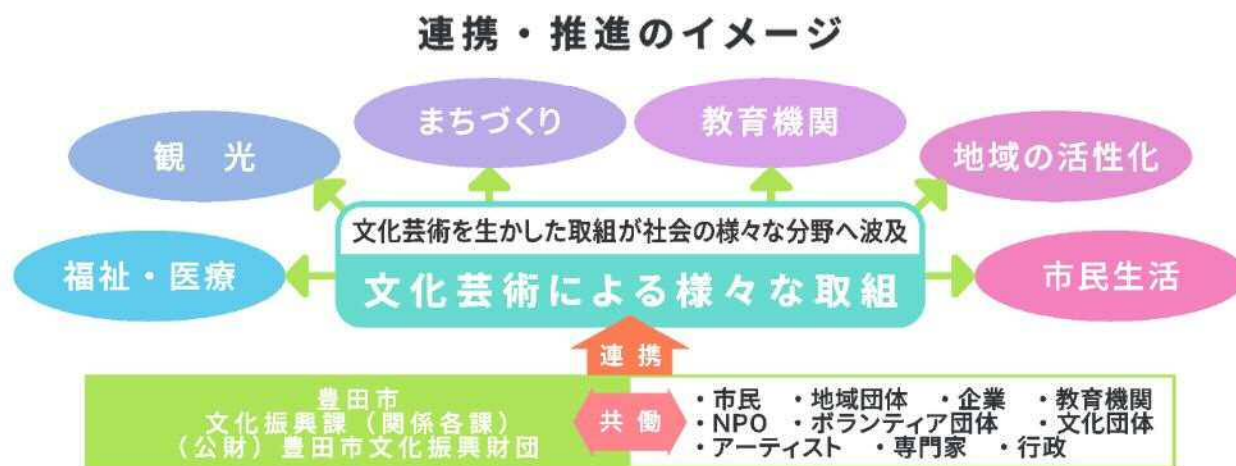 連携・推進のイメージ
まちづくり
教育機関
観 光
地域の活性化
文化芸術を生かした取組が社会の様々な分野へ波及
福祉・医療
文化芸術による様々な取組
市民生活
連 携
豊田市
文化振興課(関係各課)
(公財)豊田市文化振興財団
共 働
・市民 ・地域団体 ・企業 ・教育機関
・NPO ・ボランティア団体 ・文化団体
・アーティスト ・専門家 ・行政